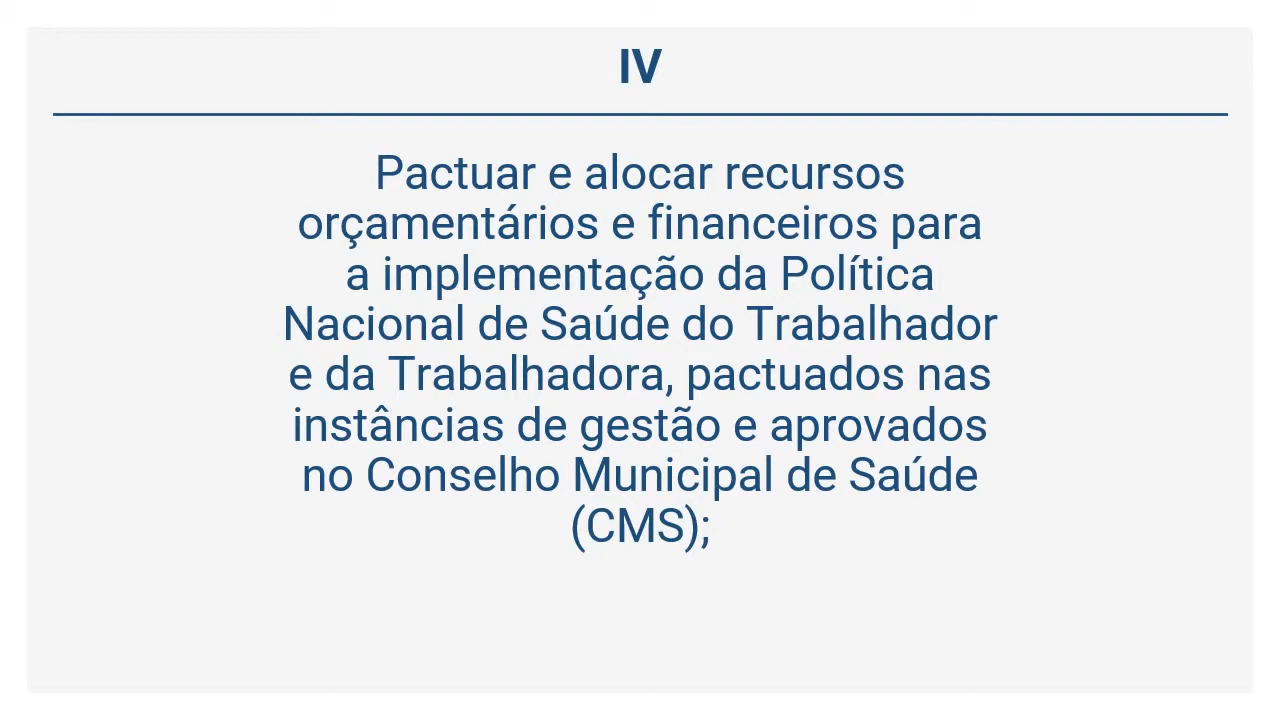 IV
Pactuar e alocar recursos
orçamentários e financeiros para
a implementação da Política
Nacional de Saúde do Trabalhador
e da Trabalhadora, pactuados nas
instâncias de gestão e aprovados
no Conselho Municipal de Saúde
(CMS);